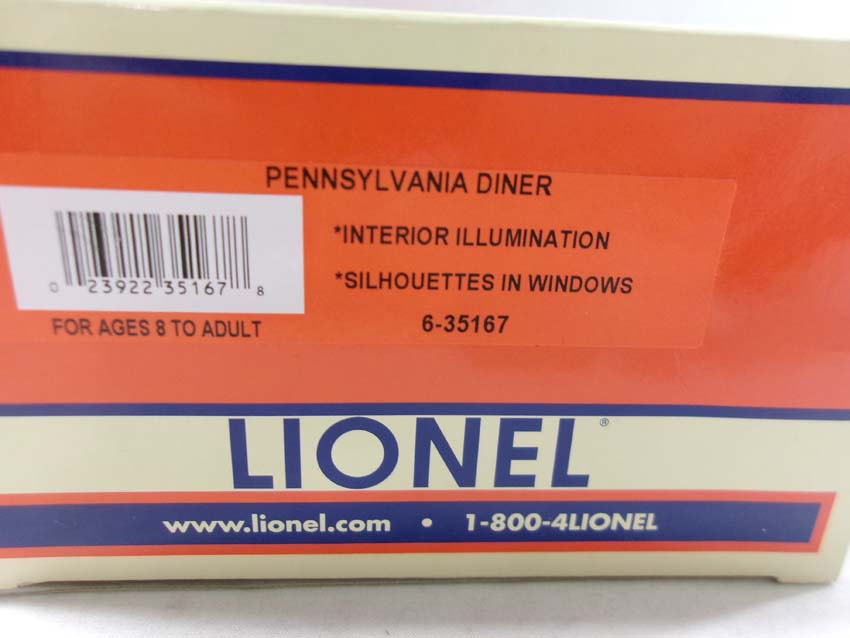 PENNSYLVANIA DINER
*INTERIOR ILLUMINATION
*SILHOUETTES IN WINDOWS
0 23922 35167 8
FOR AGES 8 TO ADULT
6-35167
LIONEL®
www.lionel.com • 1-800-4LIONEL